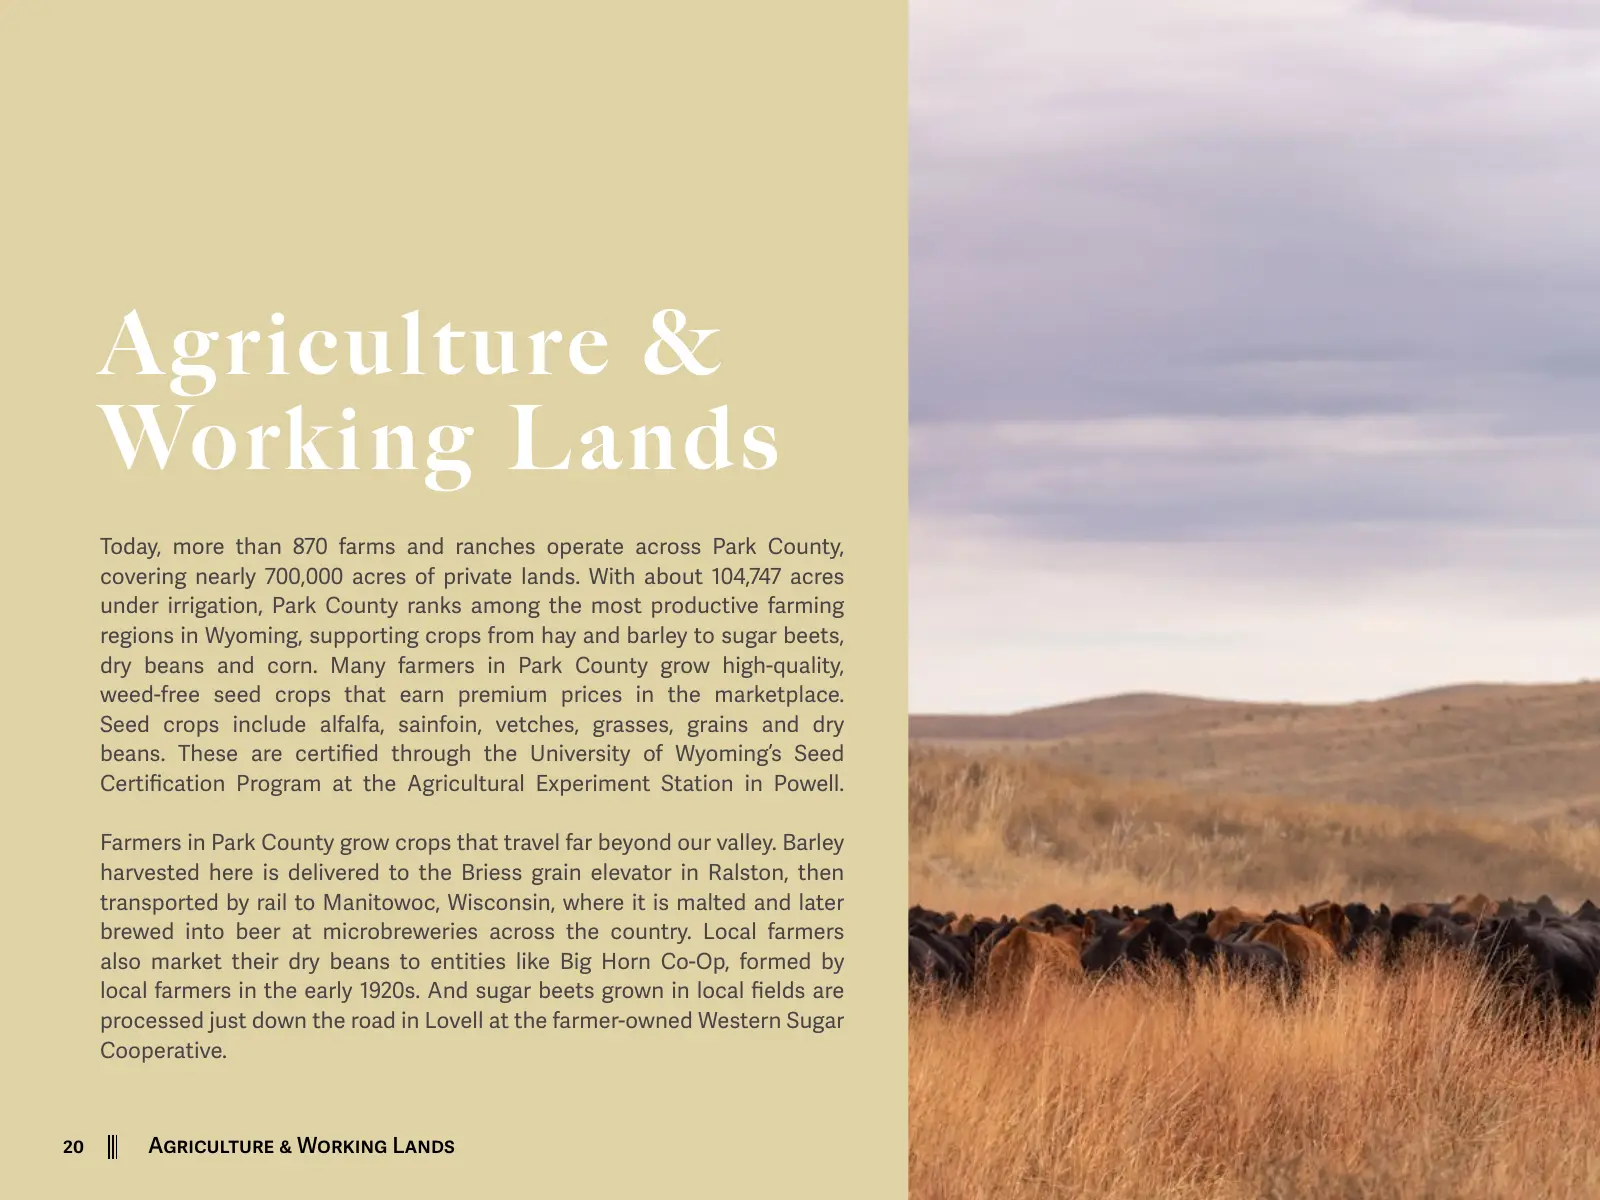 Agriculture &
Working Lands
Today, more than 870 farms and ranches operate across Park County,
covering nearly 700,000 acres of private lands. With about 104,747 acres
under irrigation, Park County ranks among the most productive farming
regions in Wyoming, supporting crops from hay and barley to sugar beets,
dry beans and corn. Many farmers in Park County grow high-quality,
weed-free seed crops that earn premium prices in the marketplace.
Seed crops include alfalfa, sainfoin, vetches, grasses, grains and dry
beans. These are certified through the University of Wyoming’s Seed
Certification Program at the Agricultural Experiment Station in Powell.
Farmers in Park County grow crops that travel far beyond our valley. Barley
harvested here is delivered to the Briess grain elevator in Ralston, then
transported by rail to Manitowoc, Wisconsin, where it is malted and later
brewed into beer at microbreweries across the country. Local farmers
also market their dry beans to entities like Big Horn Co-Op, formed by
local farmers in the early 1920s. And sugar beets grown in local fields are
processed just down the road in Lovell at the farmer-owned Western Sugar
Cooperative.
20 Agriculture & Working Lands